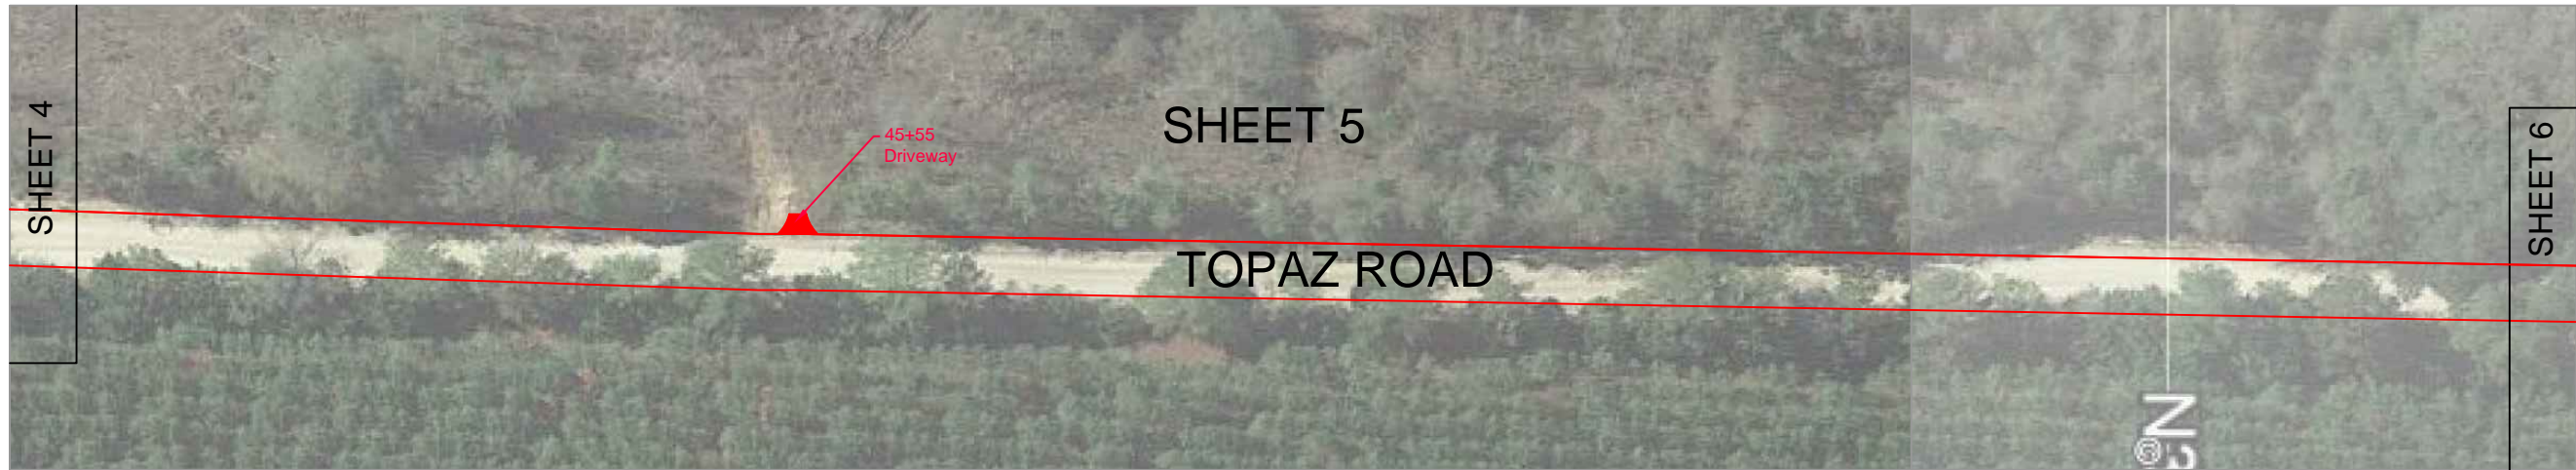 SHEET 4
45+55
Driveway
SHEET 5
TOPAZ ROAD
SHEET 6
N
@